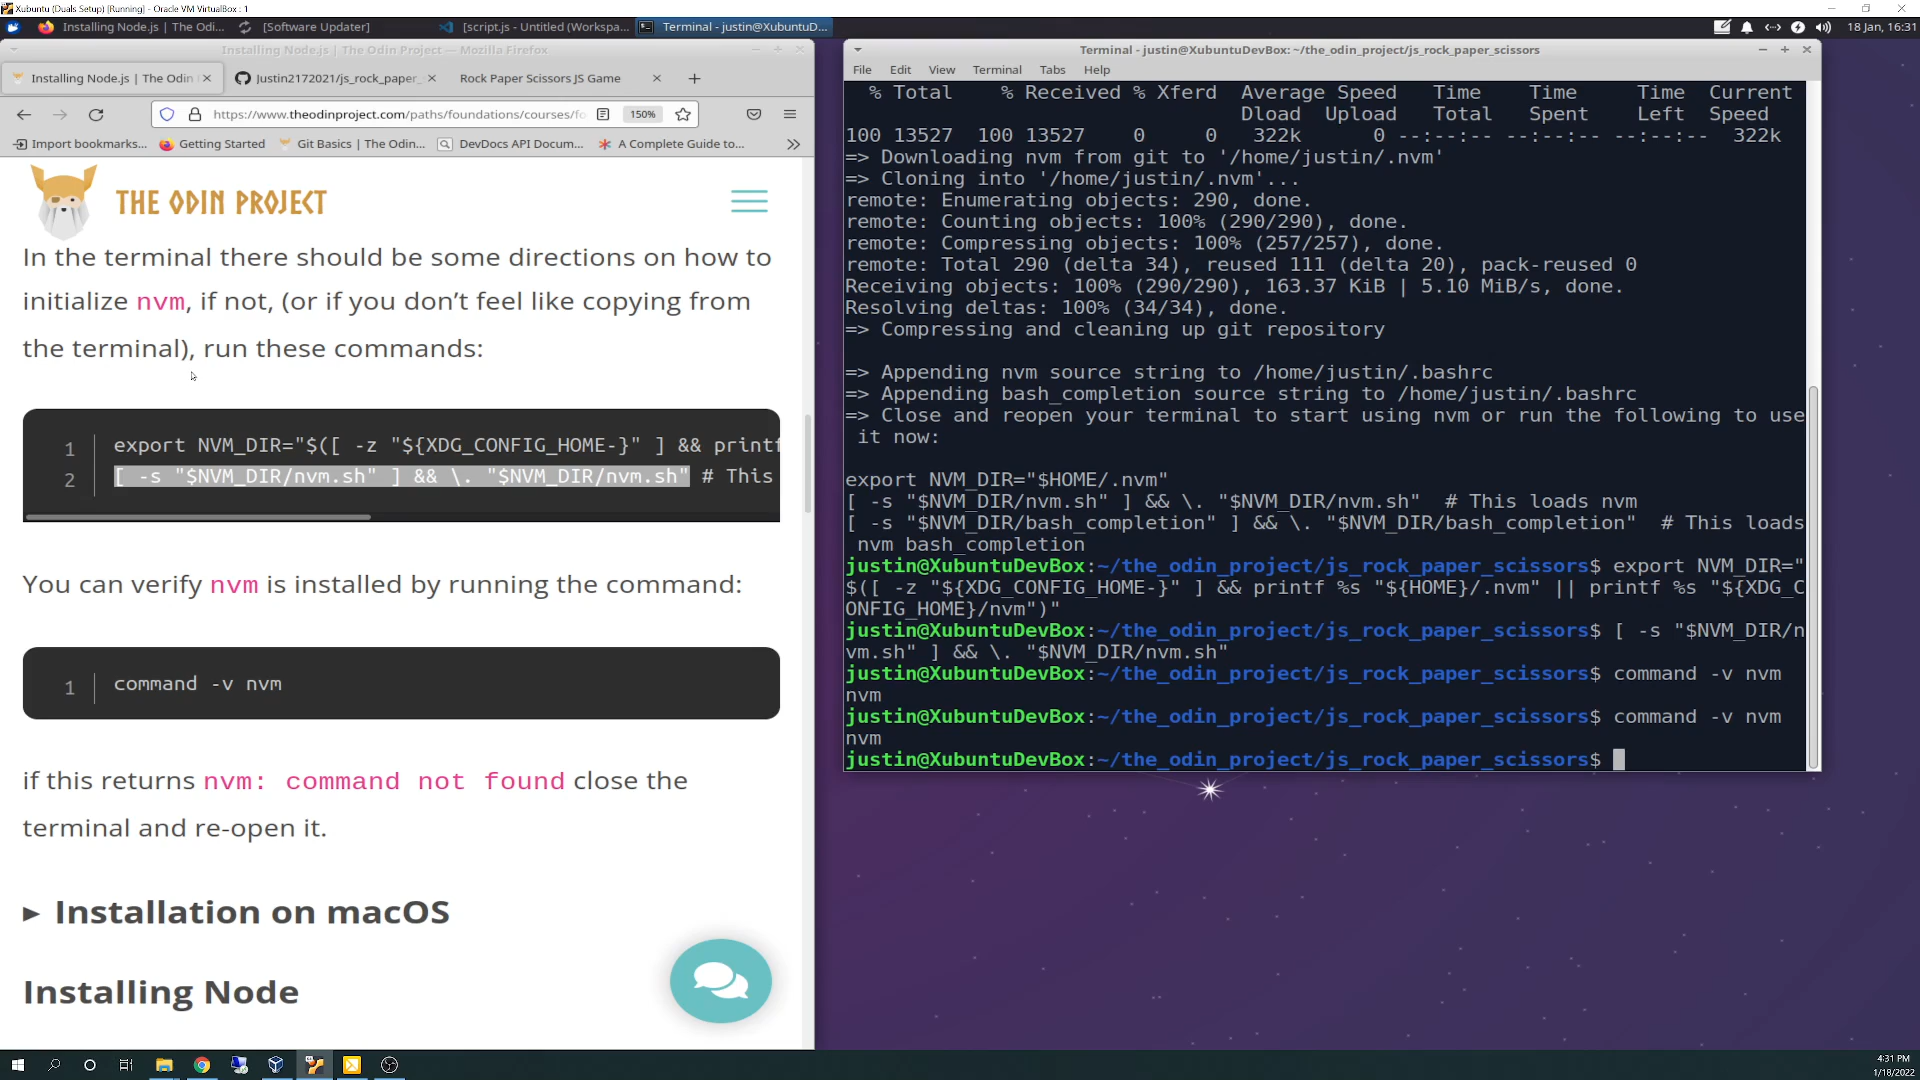 Xubuntu (Duals Setup) [Running] - Oracle VM VirtualBox : 1
Installing Node.js | The Odi...
[Software Updater]
[script.js - Untitled (Workspa...
Terminal - justin@XubuntuD...
18 Jan, 16:31
Installing Node.js | The Odin Project — Mozilla Firefox
Installing Node.js | The Odin
Justin2172021/js_rock_paper_
Rock Paper Scissors JS Game
https://www.theodinproject.com/paths/foundations/courses/fo
150%
Import bookmarks...
Getting Started
Git Basics | The Odin...
DevDocs API Docum...
A Complete Guide to...
THE ODIN PROJECT
In the terminal there should be some directions on how to
initialize nvm, if not, (or if you don’t feel like copying from
the terminal), run these commands:
1 export NVM_DIR="$([ -z "${XDG_CONFIG_HOME-}" ] && printf
2 [ -s "$NVM_DIR/nvm.sh" ] && \. "$NVM_DIR/nvm.sh" # This
You can verify nvm is installed by running the command:
1 command -v nvm
if this returns nvm: command not found close the
terminal and re-open it.
Installation on macOS
Installing Node
Terminal - justin@XubuntuDevBox: ~/the_odin_project/js_rock_paper_scissors
File Edit View Terminal Tabs Help
% Total % Received % Xferd Average Speed Time Time Time Current
Dload Upload Total Spent Left Speed
100 13527 100 13527 0 0 322k 0 --:--:-- --:--:-- --:--:-- 322k
=> Downloading nvm from git to '/home/justin/.nvm'
=> Cloning into '/home/justin/.nvm'...
remote: Enumerating objects: 290, done.
remote: Counting objects: 100% (290/290), done.
remote: Compressing objects: 100% (257/257), done.
remote: Total 290 (delta 34), reused 111 (delta 20), pack-reused 0
Receiving objects: 100% (290/290), 163.37 KiB | 5.10 MiB/s, done.
Resolving deltas: 100% (34/34), done.
=> Compressing and cleaning up git repository
=> Appending nvm source string to /home/justin/.bashrc
=> Appending bash_completion source string to /home/justin/.bashrc
=> Close and reopen your terminal to start using nvm or run the following to use
it now:
export NVM_DIR="$HOME/.nvm"
[ -s "$NVM_DIR/nvm.sh" ] && \. "$NVM_DIR/nvm.sh" # This loads nvm
[ -s "$NVM_DIR/bash_completion" ] && \. "$NVM_DIR/bash_completion" # This loads
nvm bash_completion
justin@XubuntuDevBox:~/the_odin_project/js_rock_paper_scissors$ export NVM_DIR="
$([ -z "${XDG_CONFIG_HOME-}" ] && printf %s "${HOME}/.nvm" || printf %s "${XDG_C
ONFIG_HOME}/nvm")"
justin@XubuntuDevBox:~/the_odin_project/js_rock_paper_scissors$ [ -s "$NVM_DIR/n
vm.sh" ] && \. "$NVM_DIR/nvm.sh"
justin@XubuntuDevBox:~/the_odin_project/js_rock_paper_scissors$ command -v nvm
nvm
justin@XubuntuDevBox:~/the_odin_project/js_rock_paper_scissors$ command -v nvm
nvm
justin@XubuntuDevBox:~/the_odin_project/js_rock_paper_scissors$
4:31 PM
1/18/2022